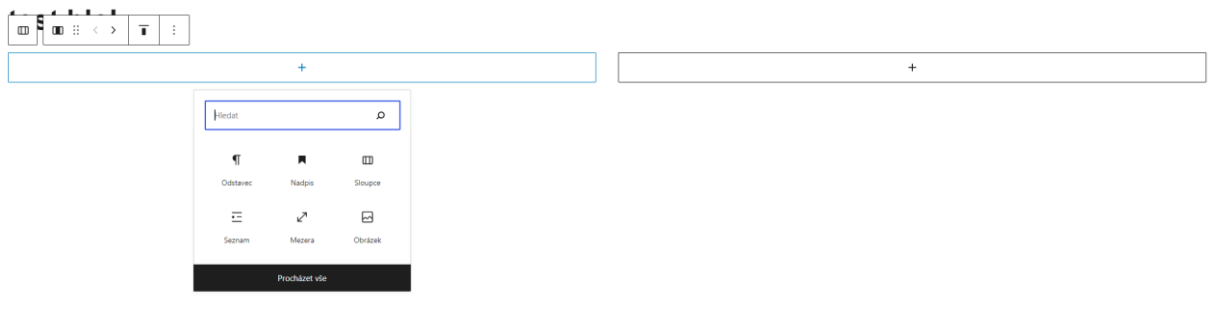 Hledat
Odstavec Nadpis Sloupce
Seznam Mezera Obrázek
Procházet vše